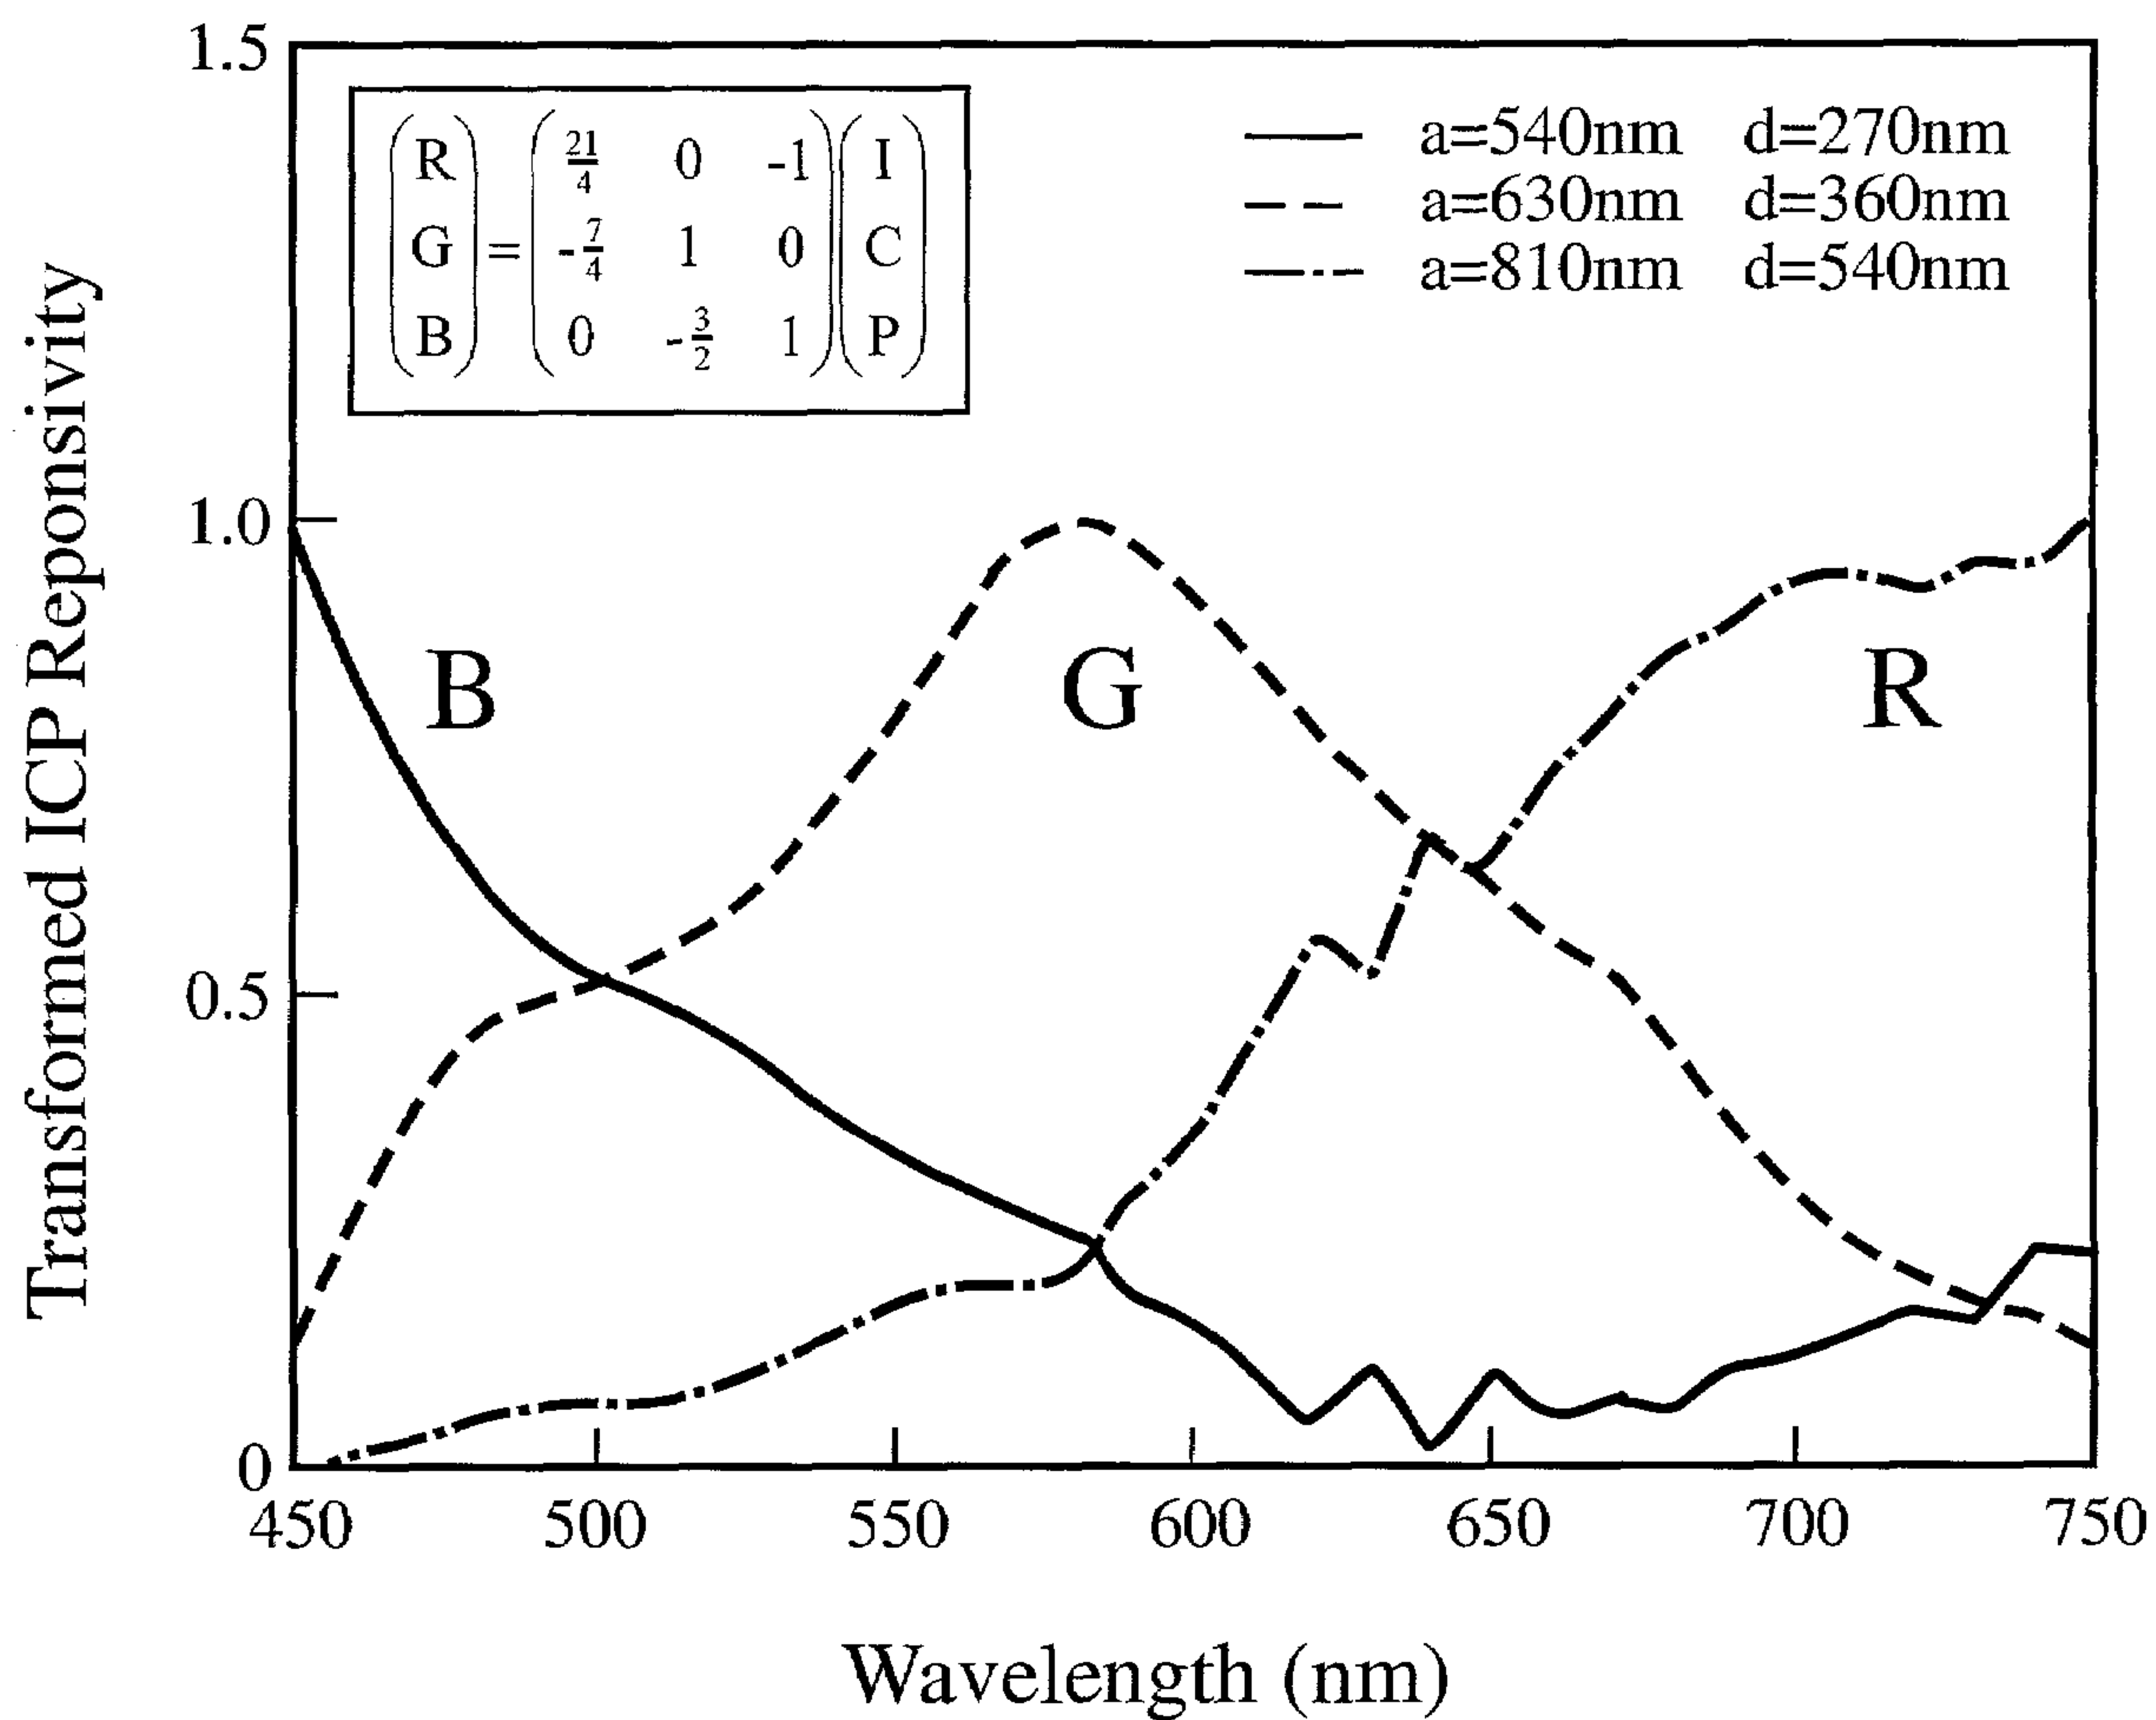 Transformed ICP Reponsivity
1.5
1.0
0.5
0
R 21/4 0 -1 I
G = -7/4 1 0 C
B 0 -3/2 1 P
a=540nm d=270nm
a=630nm d=360nm
a=810nm d=540nm
B
G
R
450 500 550 600 650 700 750
Wavelength (nm)